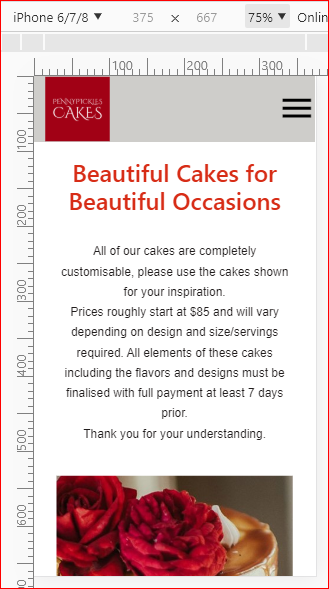 iPhone 6/7/8 ▼ 375 × 667 75% ▼ Onlin
100 200 300
100
200
300
400
500
600
PENNYPICKLES
CAKES
Beautiful Cakes for
Beautiful Occasions
All of our cakes are completely
customisable, please use the cakes shown
for your inspiration.
Prices roughly start at $85 and will vary
depending on design and size/servings
required. All elements of these cakes
including the flavors and designs must be
finalised with full payment at least 7 days
prior.
Thank you for your understanding.